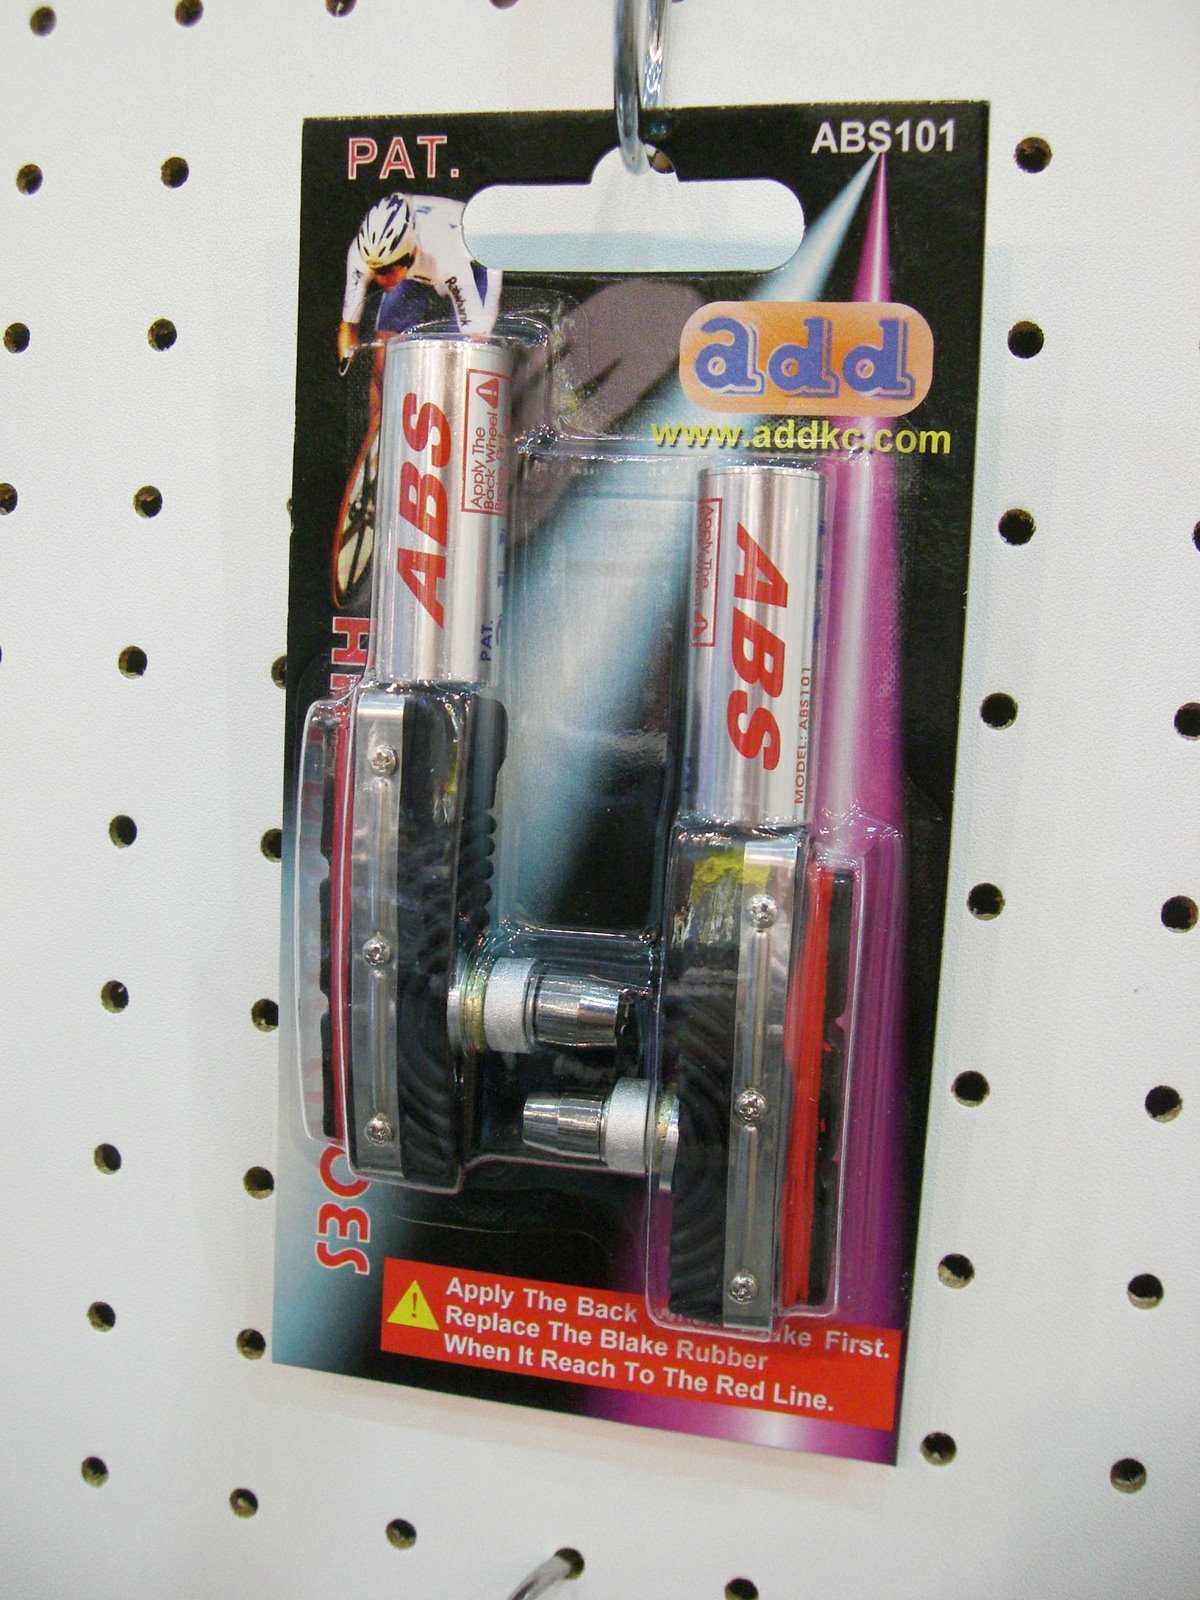 PAT.
ABS101
Rabobank
add
www.addkc.com
ABS
Apply The
Back Wheel
PAT.
ABS
Apply The
MODEL: ABS101
Apply The Back ake First.
Replace The Blake Rubber
When It Reach To The Red Line.